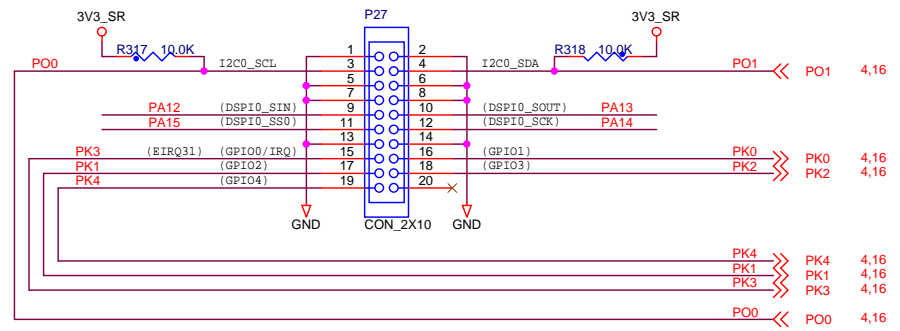 3V3_SR P27 3V3_SR
R317 10.0K R318 10.0K
1 2
PO0 I2C0_SCL 3 4 I2C0_SDA PO1 PO1 4,16
5 6
7 8
PA12 (DSPI0_SIN) 9 10 (DSPI0_SOUT) PA13
PA15 (DSPI0_SS0) 11 12 (DSPI0_SCK) PA14
13 14
PK3 (EIRQ31) (GPIO0/IRQ) 15 16 (GPIO1) PK0 PK0 4,16
PK1 (GPIO2) 17 18 (GPIO3) PK2 PK2 4,16
PK4 (GPIO4) 19 20
GND CON_2X10 GND
PK4 PK4 4,16
PK1 PK1 4,16
PK3 PK3 4,16
PO0 PO0 4,16